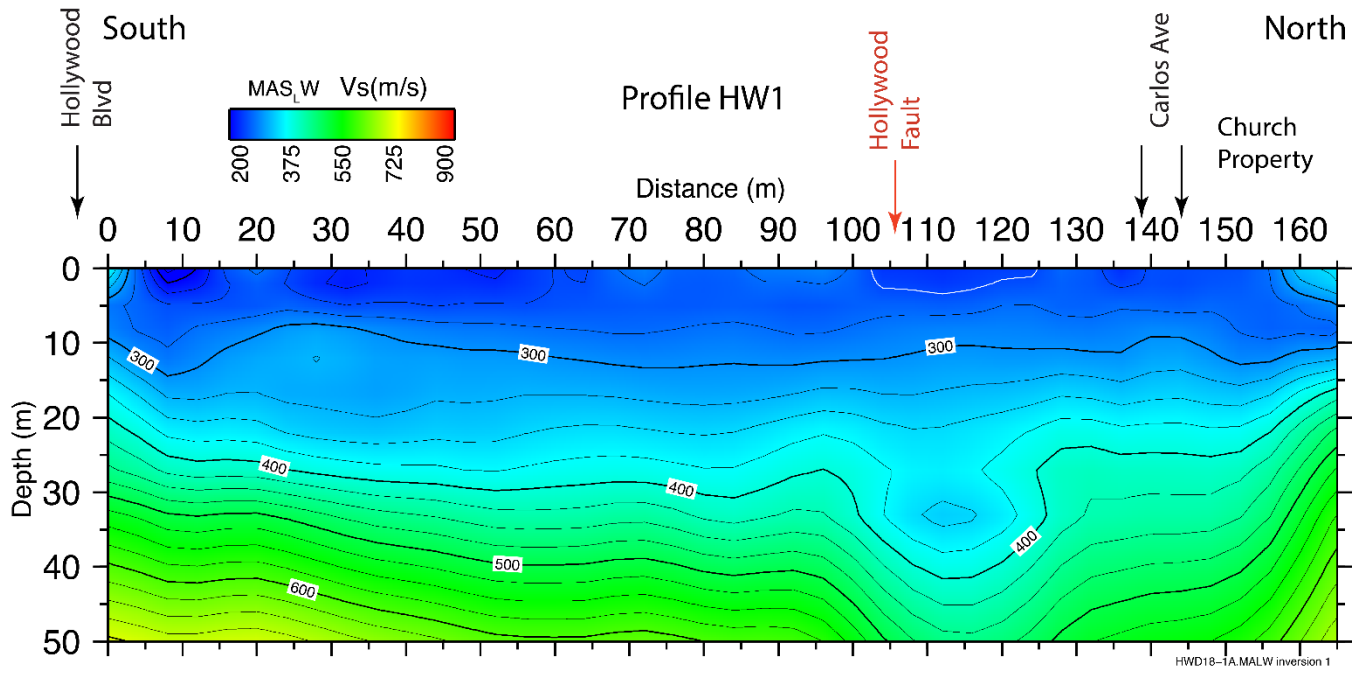 South
North
Hollywood
Blvd
MASLW Vs(m/s)
200 375 550 725 900
Profile HW1
Hollywood
Fault
Carlos Ave
Church
Property
Distance (m)
0 10 20 30 40 50 60 70 80 90 100 110 120 130 140 150 160
Depth (m)
0
10
20
30
40
50
300 300 300
400 400 400
500
600
HWD18–1A.MALW inversion 1